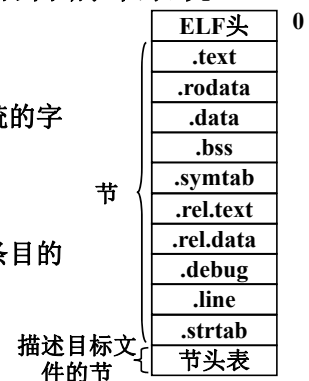 ELF头 0
.text
.rodata
.data
统的字
.bss
.symtab
节
.rel.text
.rel.data
条目的
.debug
.line
.strtab
描述目标文
件的节
节头表